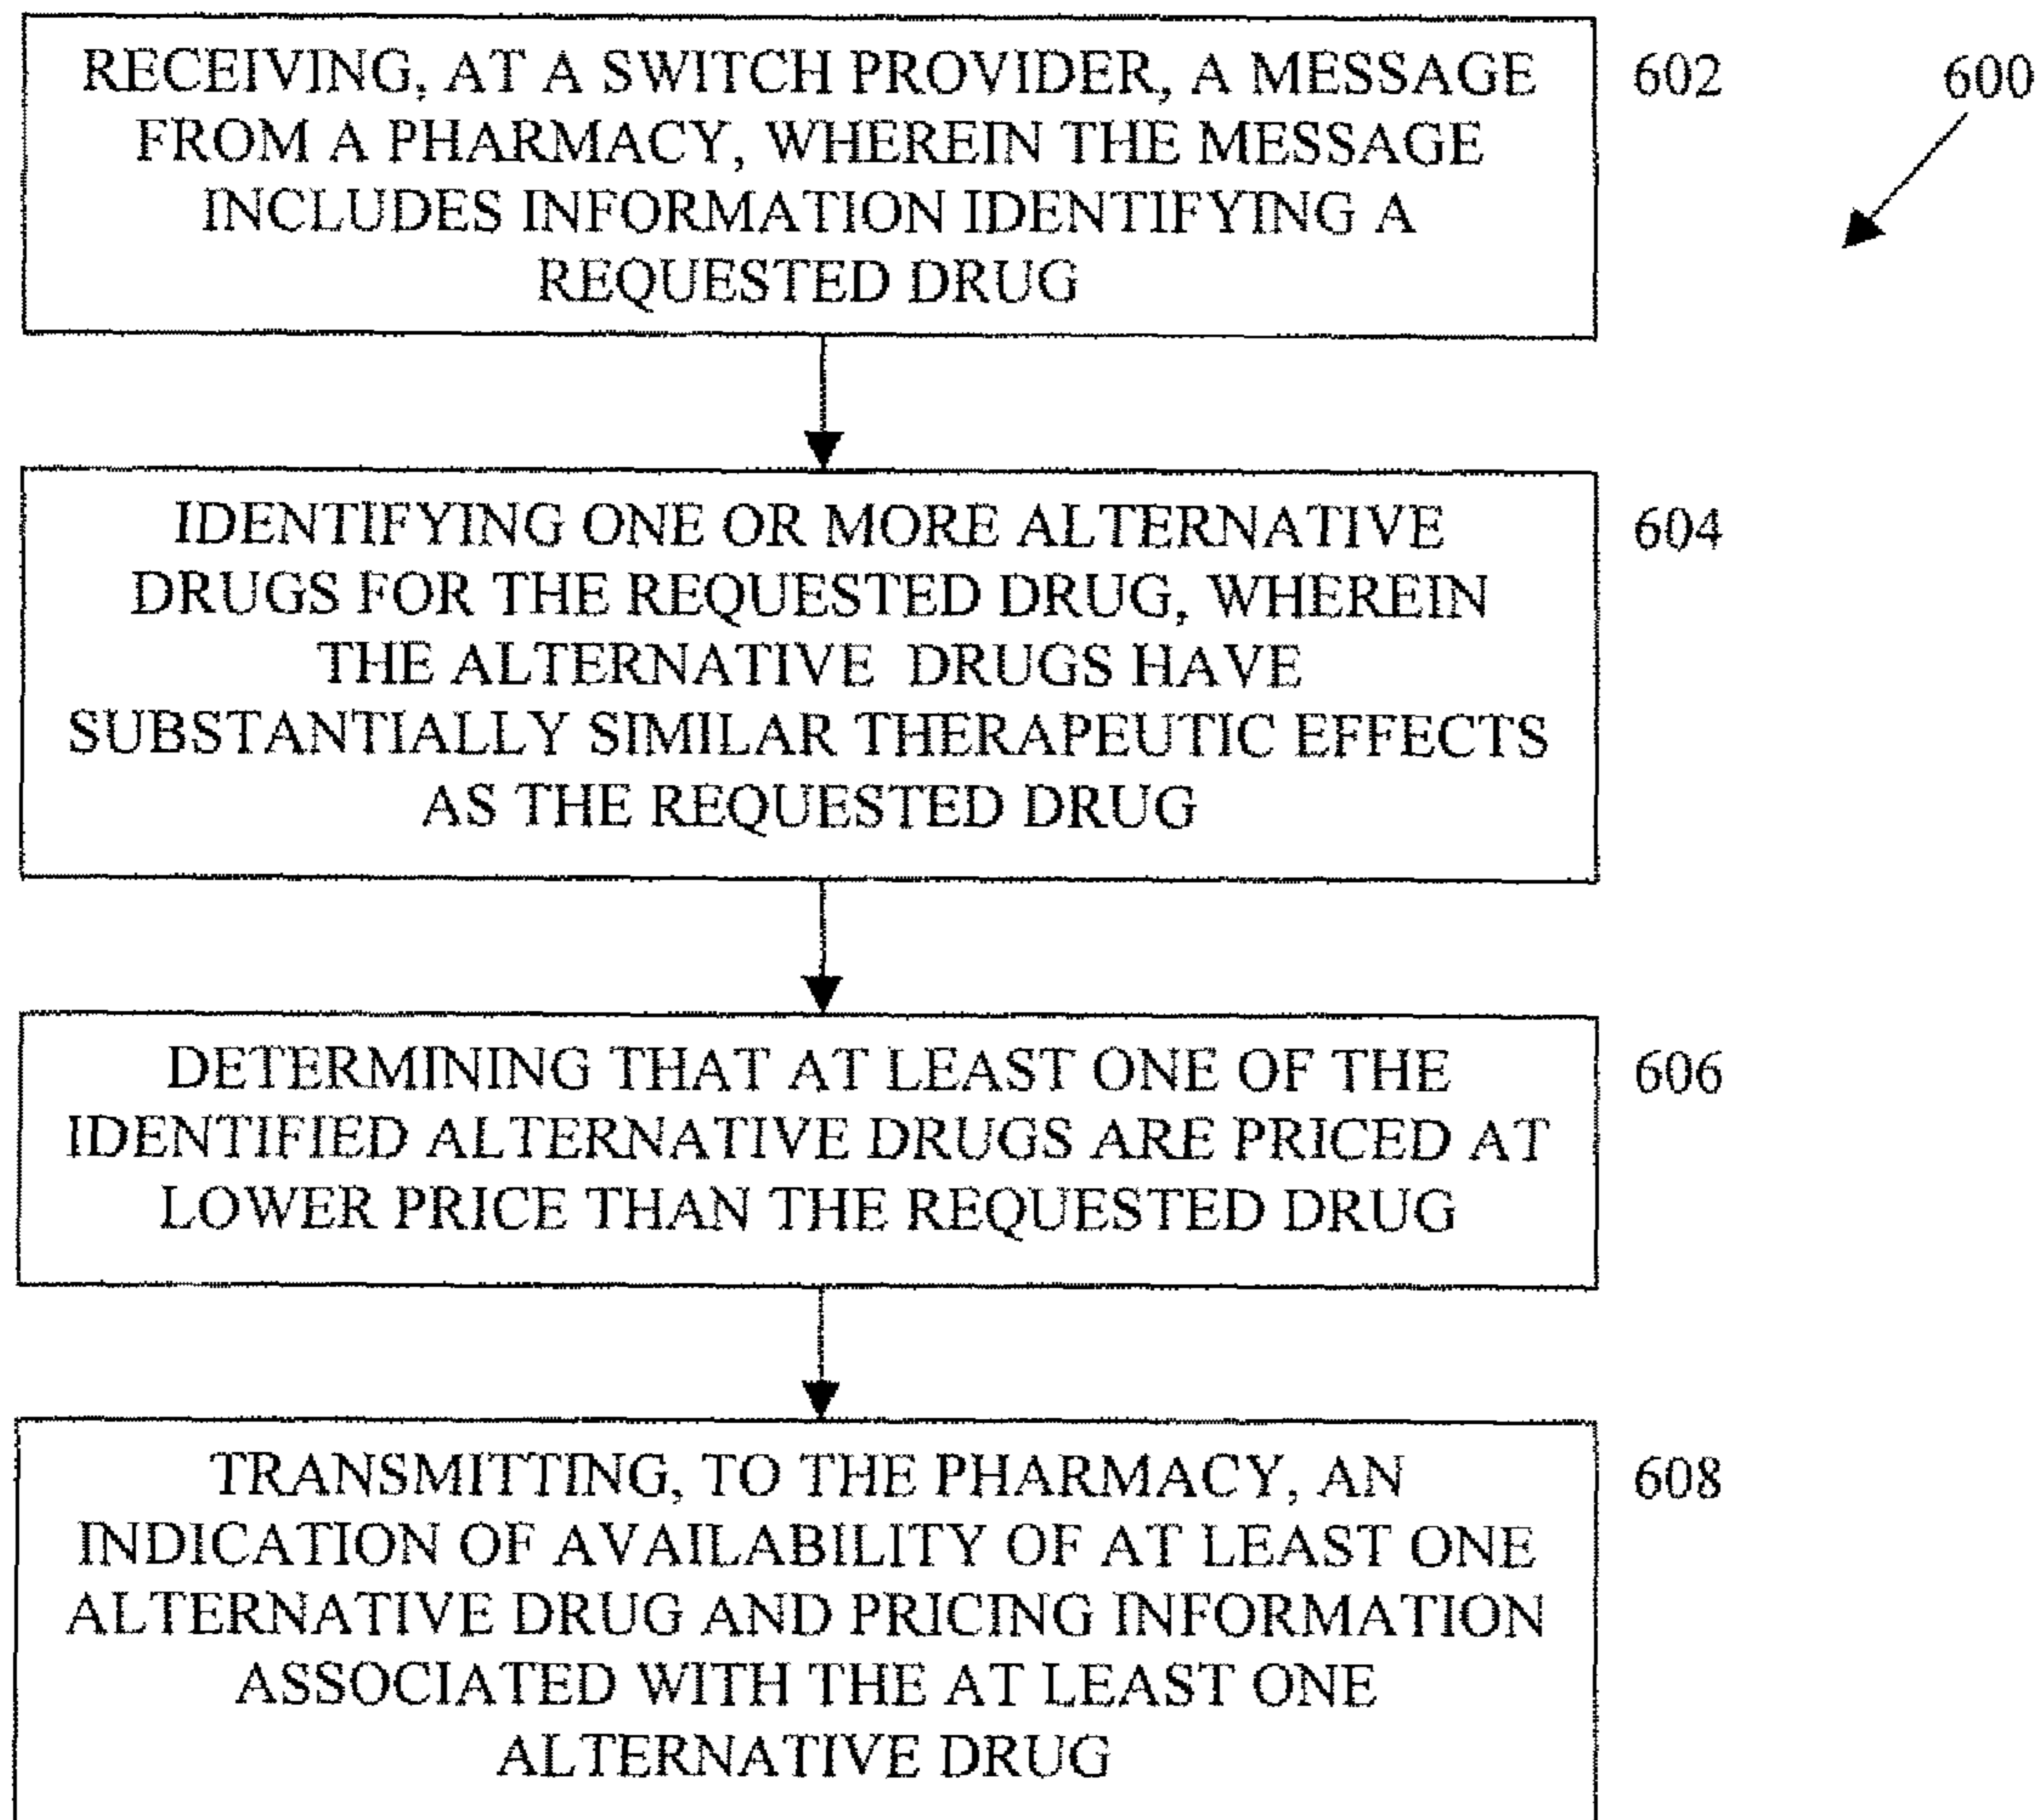 RECEIVING, AT A SWITCH PROVIDER, A MESSAGE
FROM A PHARMACY, WHEREIN THE MESSAGE
INCLUDES INFORMATION IDENTIFYING A
REQUESTED DRUG
602
600
IDENTIFYING ONE OR MORE ALTERNATIVE
DRUGS FOR THE REQUESTED DRUG, WHEREIN
THE ALTERNATIVE DRUGS HAVE
SUBSTANTIALLY SIMILAR THERAPEUTIC EFFECTS
AS THE REQUESTED DRUG
604
DETERMINING THAT AT LEAST ONE OF THE
IDENTIFIED ALTERNATIVE DRUGS ARE PRICED AT
LOWER PRICE THAN THE REQUESTED DRUG
606
TRANSMITTING, TO THE PHARMACY, AN
INDICATION OF AVAILABILITY OF AT LEAST ONE
ALTERNATIVE DRUG AND PRICING INFORMATION
ASSOCIATED WITH THE AT LEAST ONE
ALTERNATIVE DRUG
608